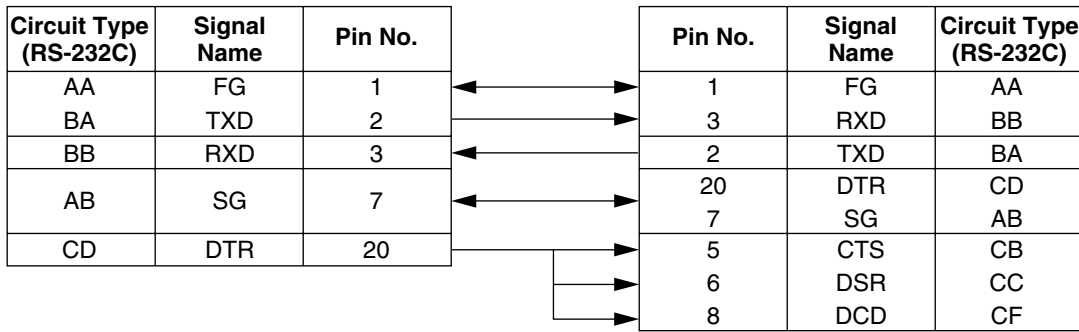 Circuit Type (RS-232C) Signal Name Pin No. Pin No. Signal Name Circuit Type (RS-232C)
AA FG 1 1 FG AA
BA TXD 2 3 RXD BB
BB RXD 3 2 TXD BA
20 DTR CD
AB SG 7
7 SG AB
CD DTR 20 5 CTS CB
6 DSR CC
8 DCD CF